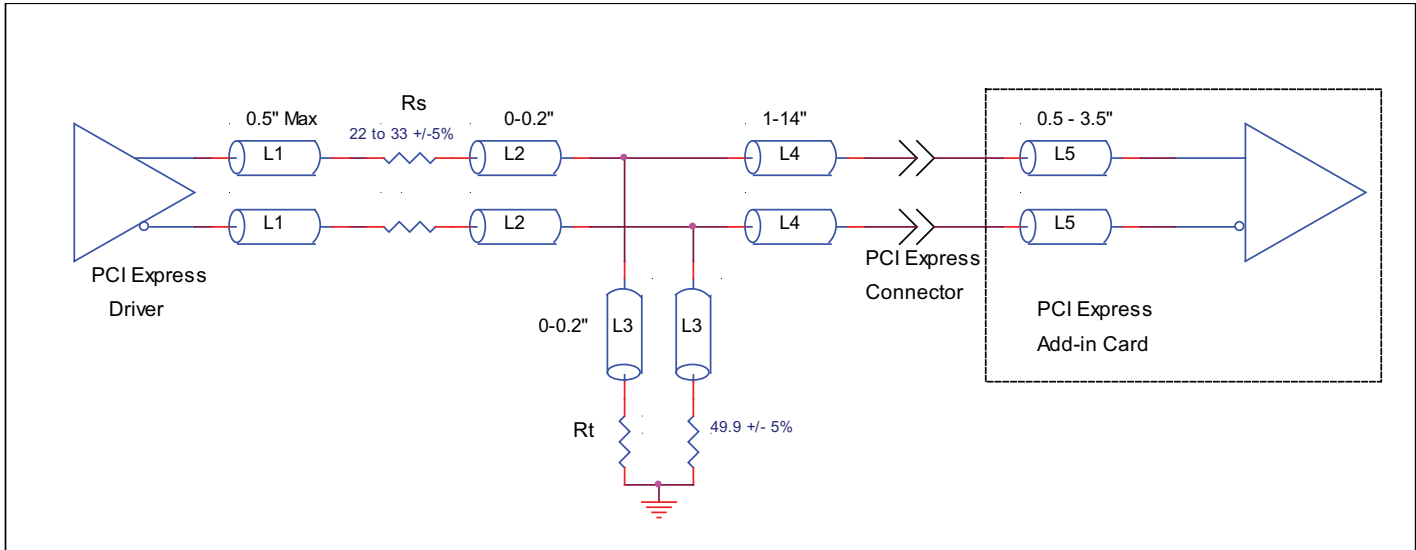 Rs
0.5" Max
22 to 33 +/-5%
0-0.2"
1-14"
0.5 - 3.5"
L1
L2
L4
L5
L1
L2
L4
L5
PCI Express
Driver
PCI Express
Connector
0-0.2"
L3
L3
PCI Express
Add-in Card
Rt
49.9 +/- 5%